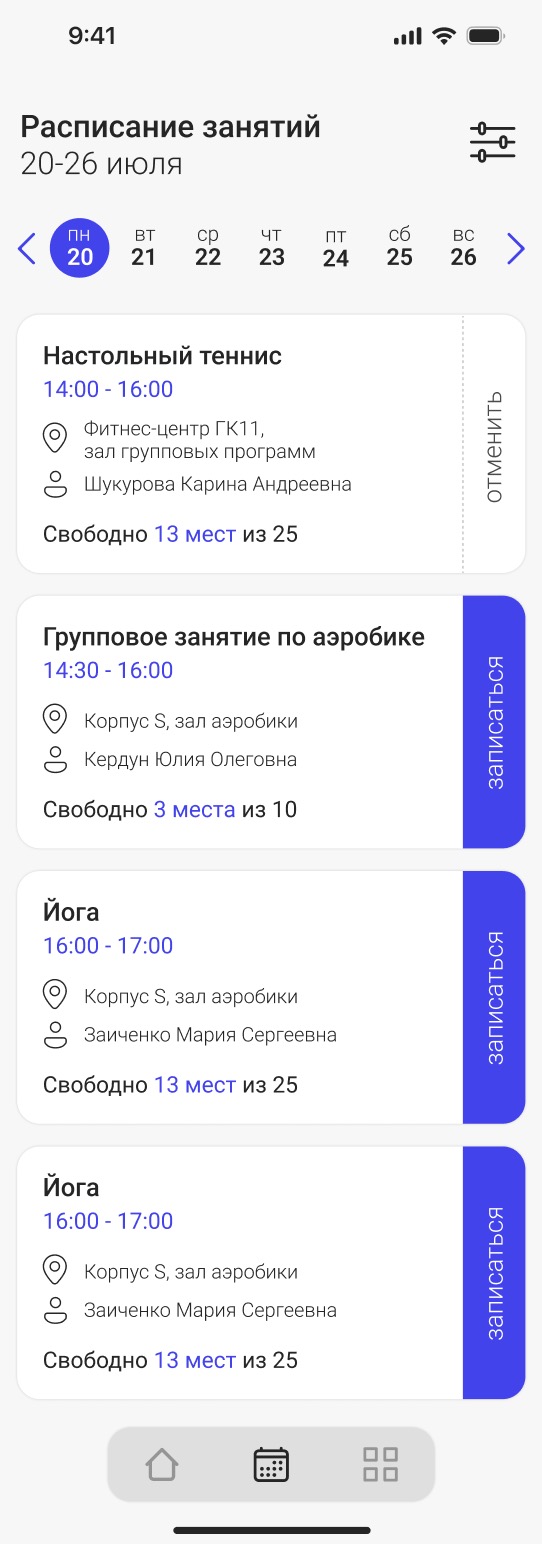 9:41
Расписание занятий
20-26 июля
пн вт ср чт пт сб вс
20 21 22 23 24 25 26
Настольный теннис
14:00 - 16:00
Фитнес-центр ГК11,
зал групповых программ
Шукурова Карина Андреевна
Свободно 13 мест из 25
отменить
Групповое занятие по аэробике
14:30 - 16:00
Корпус S, зал аэробики
Кердун Юлия Олеговна
Свободно 3 места из 10
записаться
Йога
16:00 - 17:00
Корпус S, зал аэробики
Заиченко Мария Сергеевна
Свободно 13 мест из 25
записаться
Йога
16:00 - 17:00
Корпус S, зал аэробики
Заиченко Мария Сергеевна
Свободно 13 мест из 25
записаться